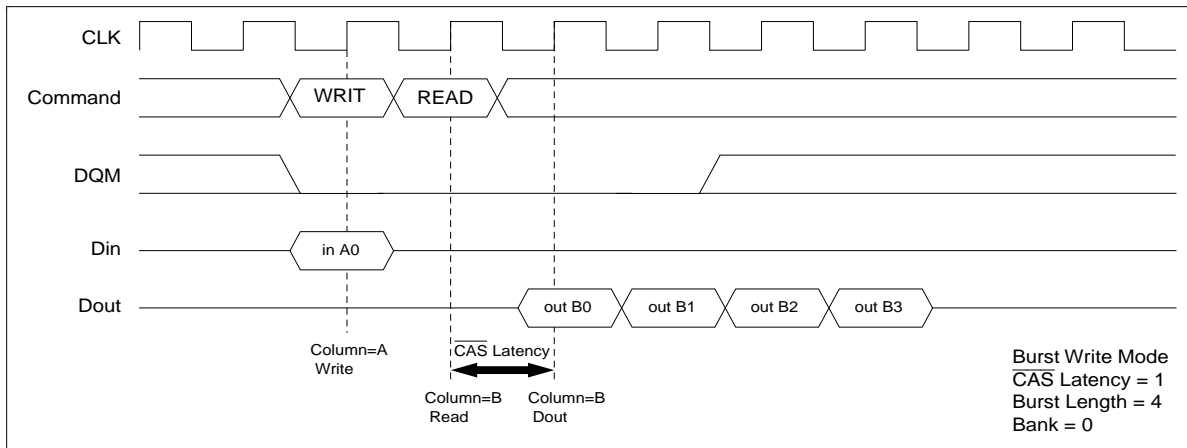 CLK
Command
WRIT
READ
DQM
Din
in A0
Dout
out B0
out B1
out B2
out B3
Column=A
Write
CAS Latency
Column=B
Read
Column=B
Dout
Burst Write Mode
CAS Latency = 1
Burst Length = 4
Bank = 0